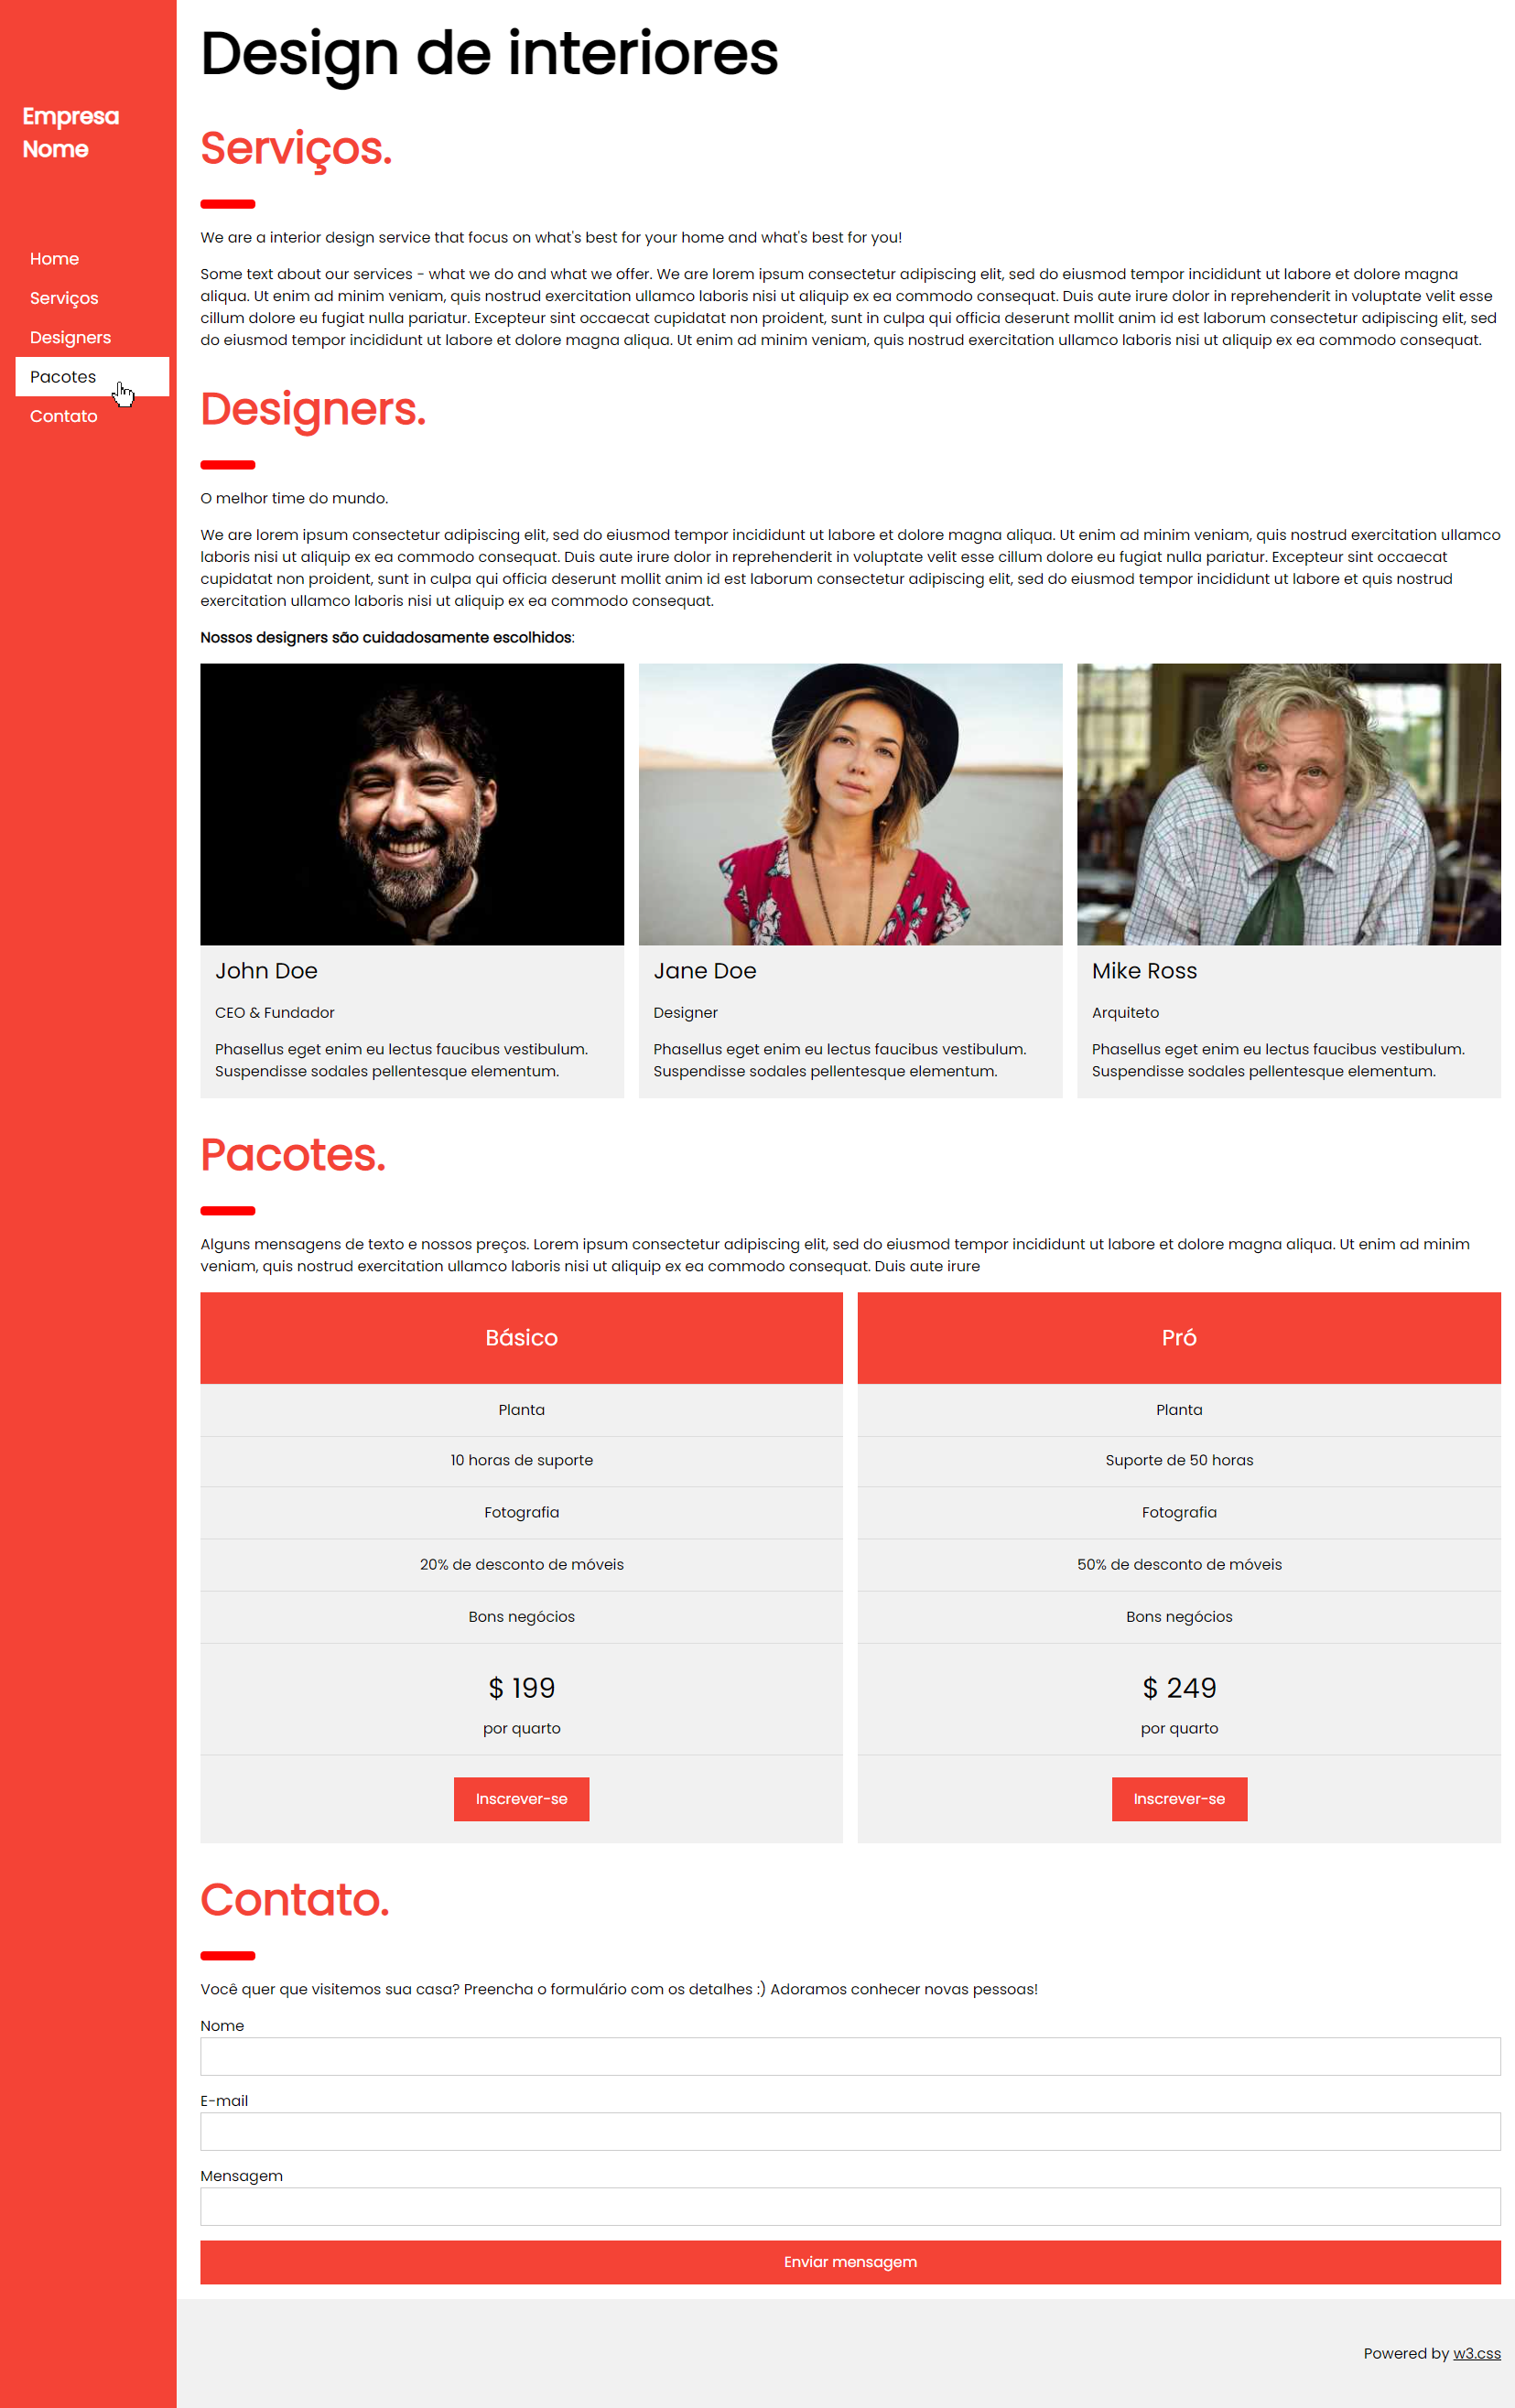 Empresa
Nome
Home
Serviços
Designers
Pacotes
Contato
Design de interiores
Serviços.
We are a interior design service that focus on what's best for your home and what's best for you!
Some text about our services - what we do and what we offer. We are lorem ipsum consectetur adipiscing elit, sed do eiusmod tempor incididunt ut labore et dolore magna
aliqua. Ut enim ad minim veniam, quis nostrud exercitation ullamco laboris nisi ut aliquip ex ea commodo consequat. Duis aute irure dolor in reprehenderit in voluptate velit esse
cillum dolore eu fugiat nulla pariatur. Excepteur sint occaecat cupidatat non proident, sunt in culpa qui officia deserunt mollit anim id est laborum consectetur adipiscing elit, sed
do eiusmod tempor incididunt ut labore et dolore magna aliqua. Ut enim ad minim veniam, quis nostrud exercitation ullamco laboris nisi ut aliquip ex ea commodo consequat.
Designers.
O melhor time do mundo.
We are lorem ipsum consectetur adipiscing elit, sed do eiusmod tempor incididunt ut labore et dolore magna aliqua. Ut enim ad minim veniam, quis nostrud exercitation ullamco
laboris nisi ut aliquip ex ea commodo consequat. Duis aute irure dolor in reprehenderit in voluptate velit esse cillum dolore eu fugiat nulla pariatur. Excepteur sint occaecat
cupidatat non proident, sunt in culpa qui officia deserunt mollit anim id est laborum consectetur adipiscing elit, sed do eiusmod tempor incididunt ut labore et quis nostrud
exercitation ullamco laboris nisi ut aliquip ex ea commodo consequat.
Nossos designers são cuidadosamente escolhidos:
John Doe
CEO & Fundador
Phasellus eget enim eu lectus faucibus vestibulum.
Suspendisse sodales pellentesque elementum.
Jane Doe
Designer
Phasellus eget enim eu lectus faucibus vestibulum.
Suspendisse sodales pellentesque elementum.
Mike Ross
Arquiteto
Phasellus eget enim eu lectus faucibus vestibulum.
Suspendisse sodales pellentesque elementum.
Pacotes.
Alguns mensagens de texto e nossos preços. Lorem ipsum consectetur adipiscing elit, sed do eiusmod tempor incididunt ut labore et dolore magna aliqua. Ut enim ad minim
veniam, quis nostrud exercitation ullamco laboris nisi ut aliquip ex ea commodo consequat. Duis aute irure
Básico
Planta
10 horas de suporte
Fotografia
20% de desconto de móveis
Bons negócios
$ 199
por quarto
Inscrever-se
Pró
Planta
Suporte de 50 horas
Fotografia
50% de desconto de móveis
Bons negócios
$ 249
por quarto
Inscrever-se
Contato.
Você quer que visitemos sua casa? Preencha o formulário com os detalhes :) Adoramos conhecer novas pessoas!
Nome
E-mail
Mensagem
Enviar mensagem
Powered by w3.css